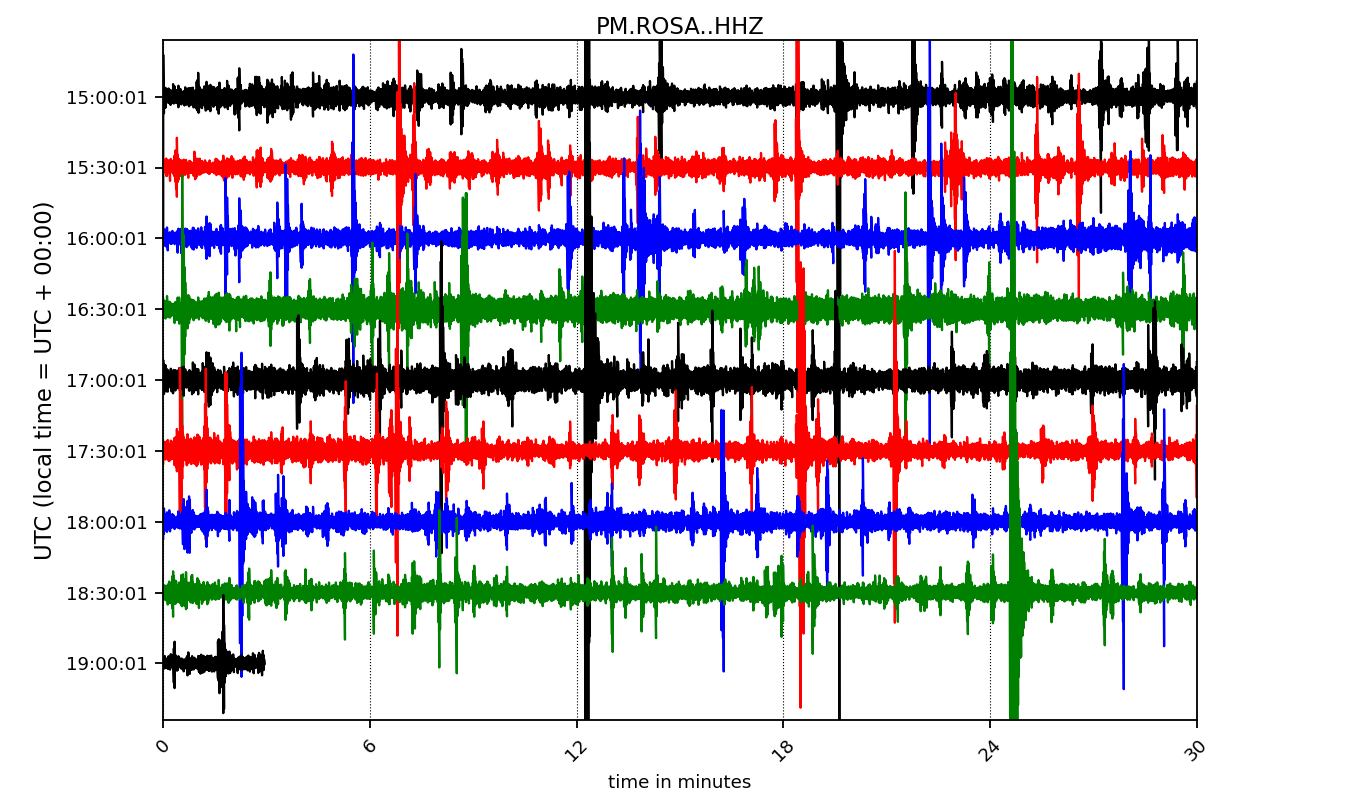 PM.ROSA..HHZ
UTC (local time = UTC + 00:00)
15:00:01
15:30:01
16:00:01
16:30:01
17:00:01
17:30:01
18:00:01
18:30:01
19:00:01
0 6 12 18 24 30
time in minutes